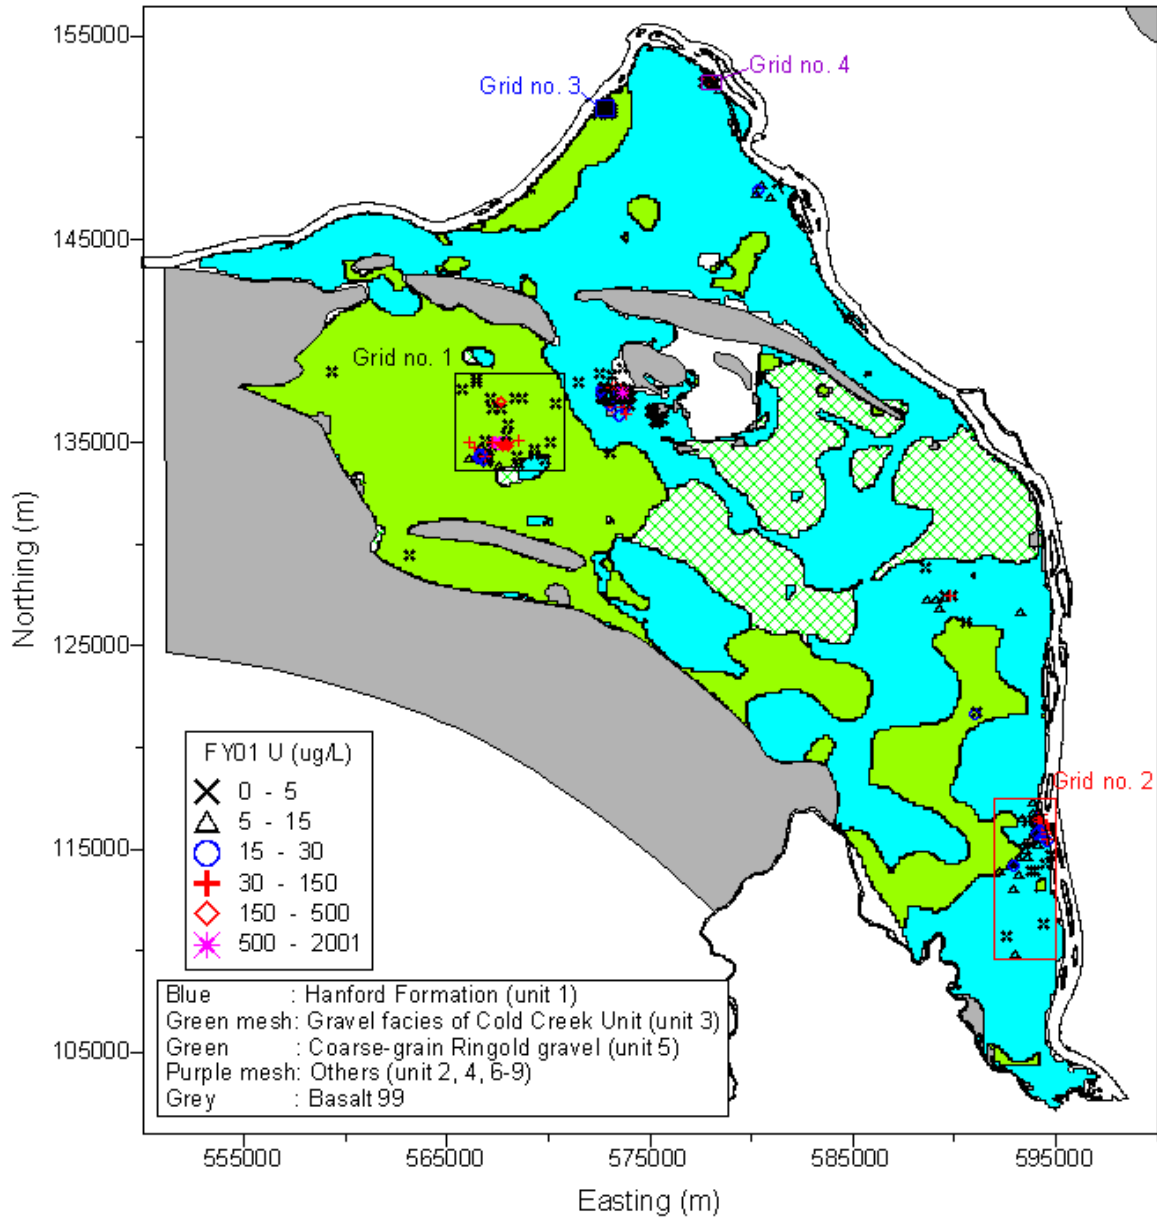 155000
Grid no. 4
Grid no. 3
145000
Grid no. 1
135000
Northing (m)
125000
FY01 U (ug/L)
0 - 5
5 - 15
15 - 30
30 - 150
150 - 500
500 - 2001
Grid no. 2
115000
Blue : Hanford Formation (unit 1)
Green mesh: Gravel facies of Cold Creek Unit (unit 3)
Green : Coarse-grain Ringold gravel (unit 5)
Purple mesh: Others (unit 2, 4, 6-9)
Grey : Basalt 99
105000
555000 565000 575000 585000 595000
Easting (m)